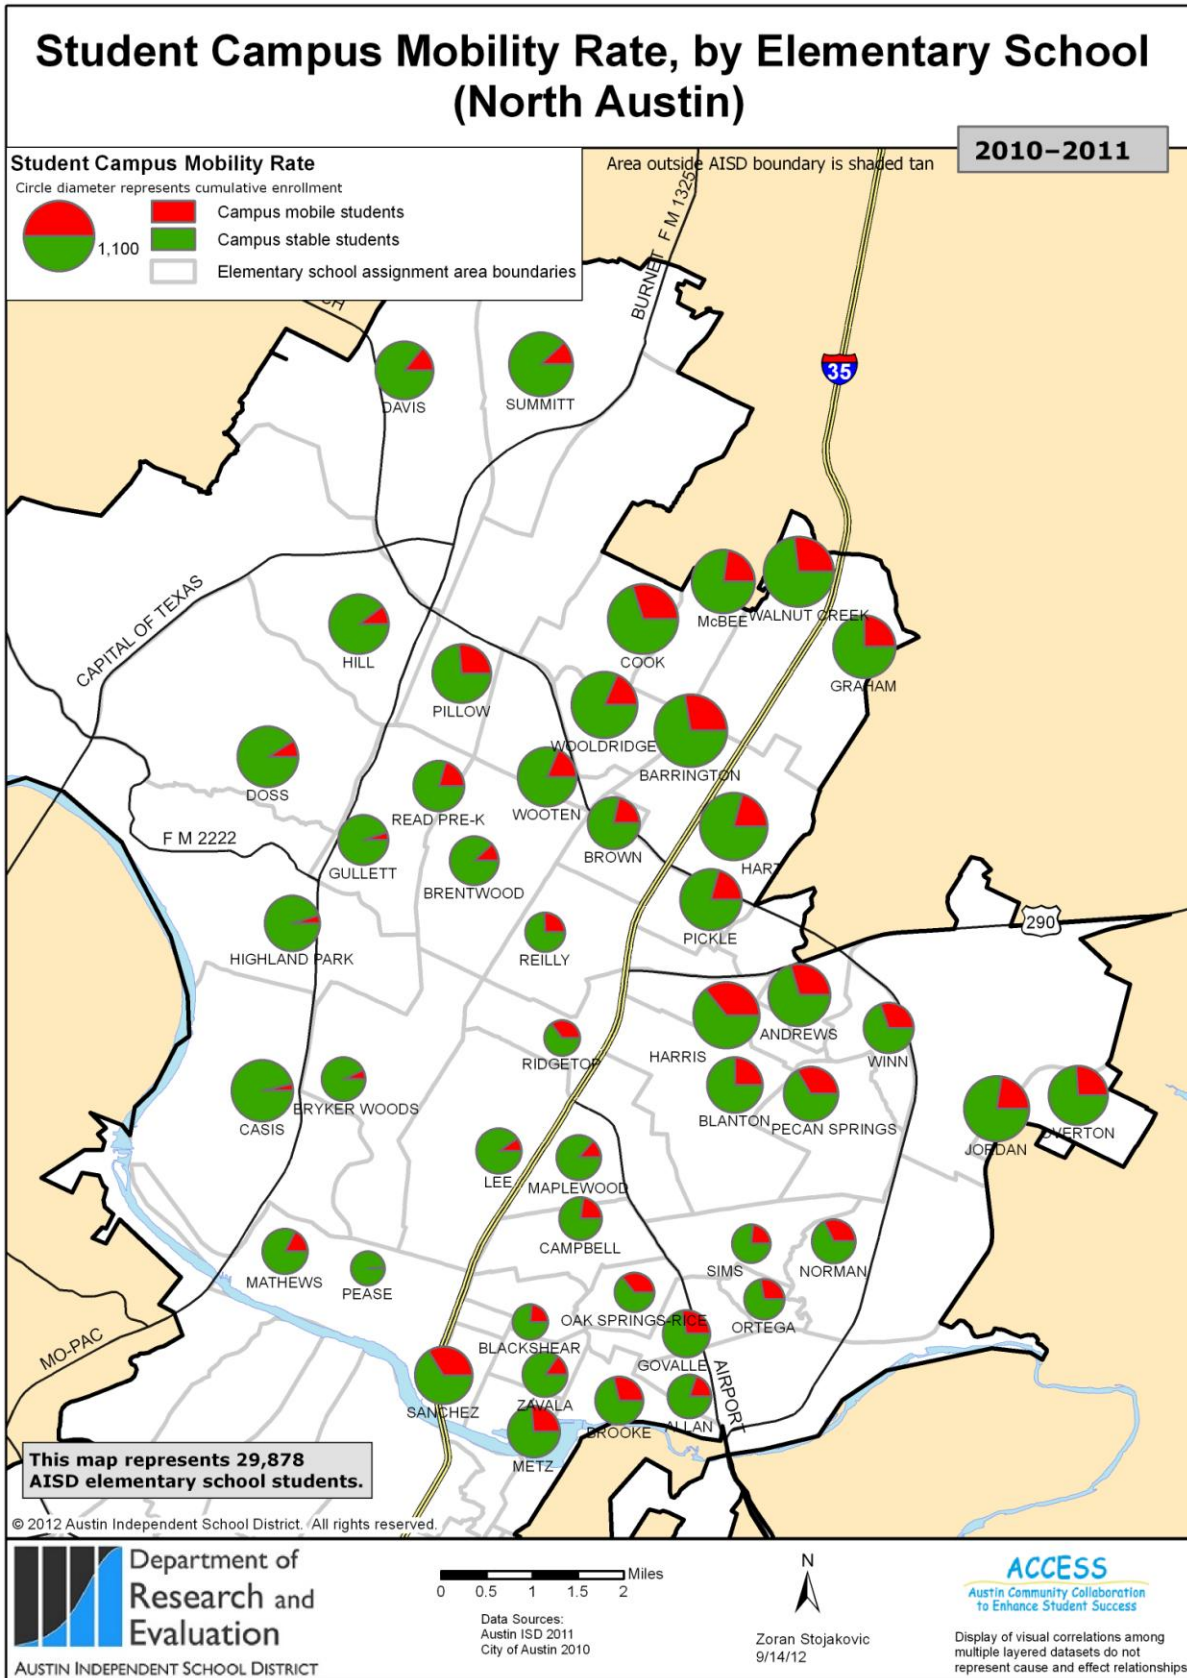 Student Campus Mobility Rate, by Elementary School
(North Austin)
2010–2011
Student Campus Mobility Rate
Circle diameter represents cumulative enrollment
1,100
Campus mobile students
Campus stable students
Elementary school assignment area boundaries
Area outside AISD boundary is shaded tan
BURNET F M 1325
35
DAVIS
SUMMITT
CAPITAL OF TEXAS
HILL
PILLOW
COOK
McBEE
WALNUT CREEK
GRAHAM
WOOLDRIDGE
BARRINGTON
DOSS
READ PRE-K
WOOTEN
BROWN
HART
F M 2222
GULLETT
BRENTWOOD
PICKLE
HIGHLAND PARK
REILLY
290
ANDREWS
HARRIS
WINN
RIDGETOP
BRYKER WOODS
CASIS
BLANTON
PECAN SPRINGS
JORDAN
OVERTON
LEE
MAPLEWOOD
CAMPBELL
MATHEWS
PEASE
SIMS
NORMAN
OAK SPRINGS-RICE
ORTEGA
BLACKSHEAR
GOVALLE
MO-PAC
SANCHEZ
ZAVALA
BROOKE
ALLAN
AIRPORT
METZ
This map represents 29,878
AISD elementary school students.
© 2012 Austin Independent School District. All rights reserved.
Department of
Research and
Evaluation
AUSTIN INDEPENDENT SCHOOL DISTRICT
0 0.5 1 1.5 2 Miles
Data Sources:
Austin ISD 2011
City of Austin 2010
N
Zoran Stojakovic
9/14/12
ACCESS
Austin Community Collaboration
to Enhance Student Success
Display of visual correlations among
multiple layered datasets do not
represent cause and effect relationships